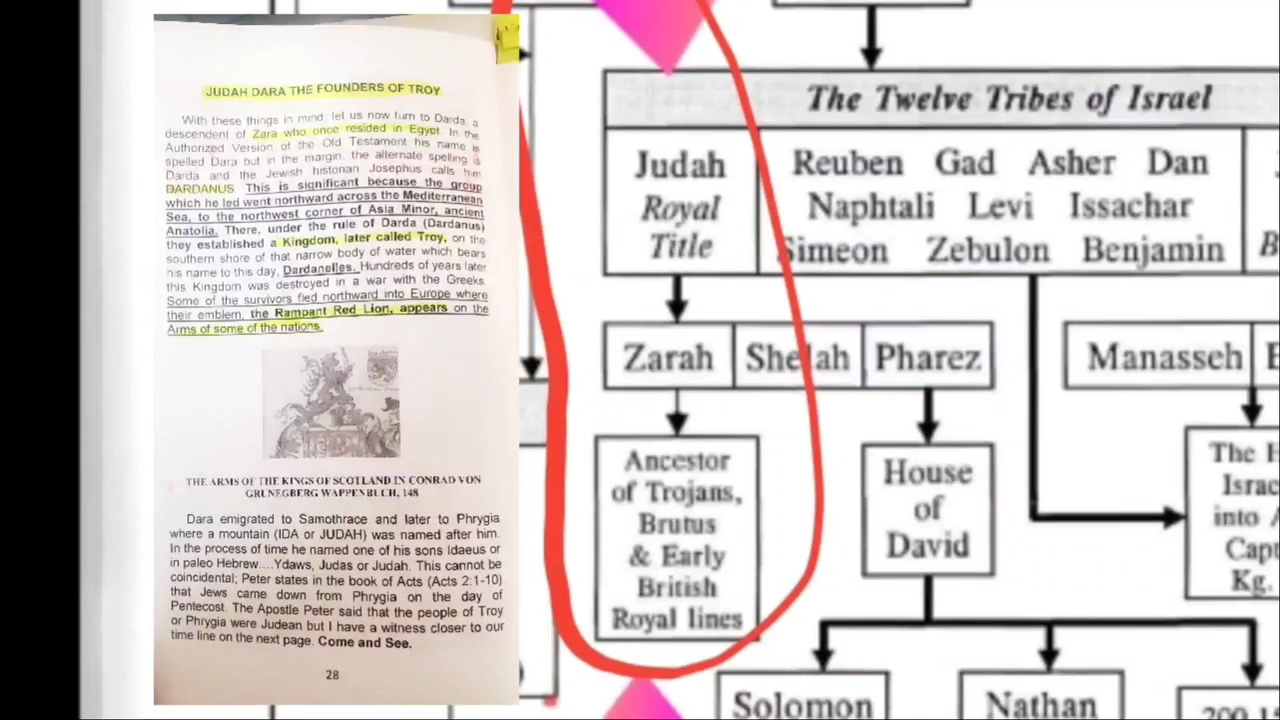 JUDAH DARA THE FOUNDERS OF TROY
With these things in mind, let us now turn to Darda, a
descendent of Zara who once resided in Egypt. In the
Authorized Version of the Old Testament his name is
spelled Dara but in the margin, the alternate spelling is
Darda and the Jewish historian Josephus calls him
DARDANUS This is significant because the group
which he led went northward across the Mediterranean
Sea, to the northwest corner of Asia Minor, ancient
Anatolia. There, under the rule of Darda (Dardanus)
they established a Kingdom, later called Troy, on the
southern shore of that narrow body of water which bears
his name to this day, Dardanelles. Hundreds of years later
this Kingdom was destroyed in a war with the Greeks.
Some of the survivors fled northward into Europe where
their emblem, the Rampant Red Lion, appears on the
Arms of some of the nations.
THE ARMS OF THE KINGS OF SCOTLAND IN CONRAD VON
GRUNEGBERG WAPPENBUCH, 148
Dara emigrated to Samothrace and later to Phrygia
where a mountain (IDA or JUDAH) was named after him.
In the process of time he named one of his sons Idaeus or
in paleo Hebrew....Ydaws, Judas or Judah. This cannot be
coincidental; Peter states in the book of Acts (Acts 2:1-10)
that Jews came down from Phrygia on the day of
Pentecost. The Apostle Peter said that the people of Troy
or Phrygia were Judean but I have a witness closer to our
time line on the next page. Come and See.
28
The Twelve Tribes of Israel
Judah
Royal
Title
Reuben Gad Asher Dan
Naphtali Levi Issachar
Simeon Zebulon Benjamin
B
Zarah
Shelah
Pharez
Manasseh
E
Ancestor
of Trojans,
Brutus
& Early
British
Royal lines
House
of
David
The H
Israe
into A
Capt
Kg.
Solomon
Nathan